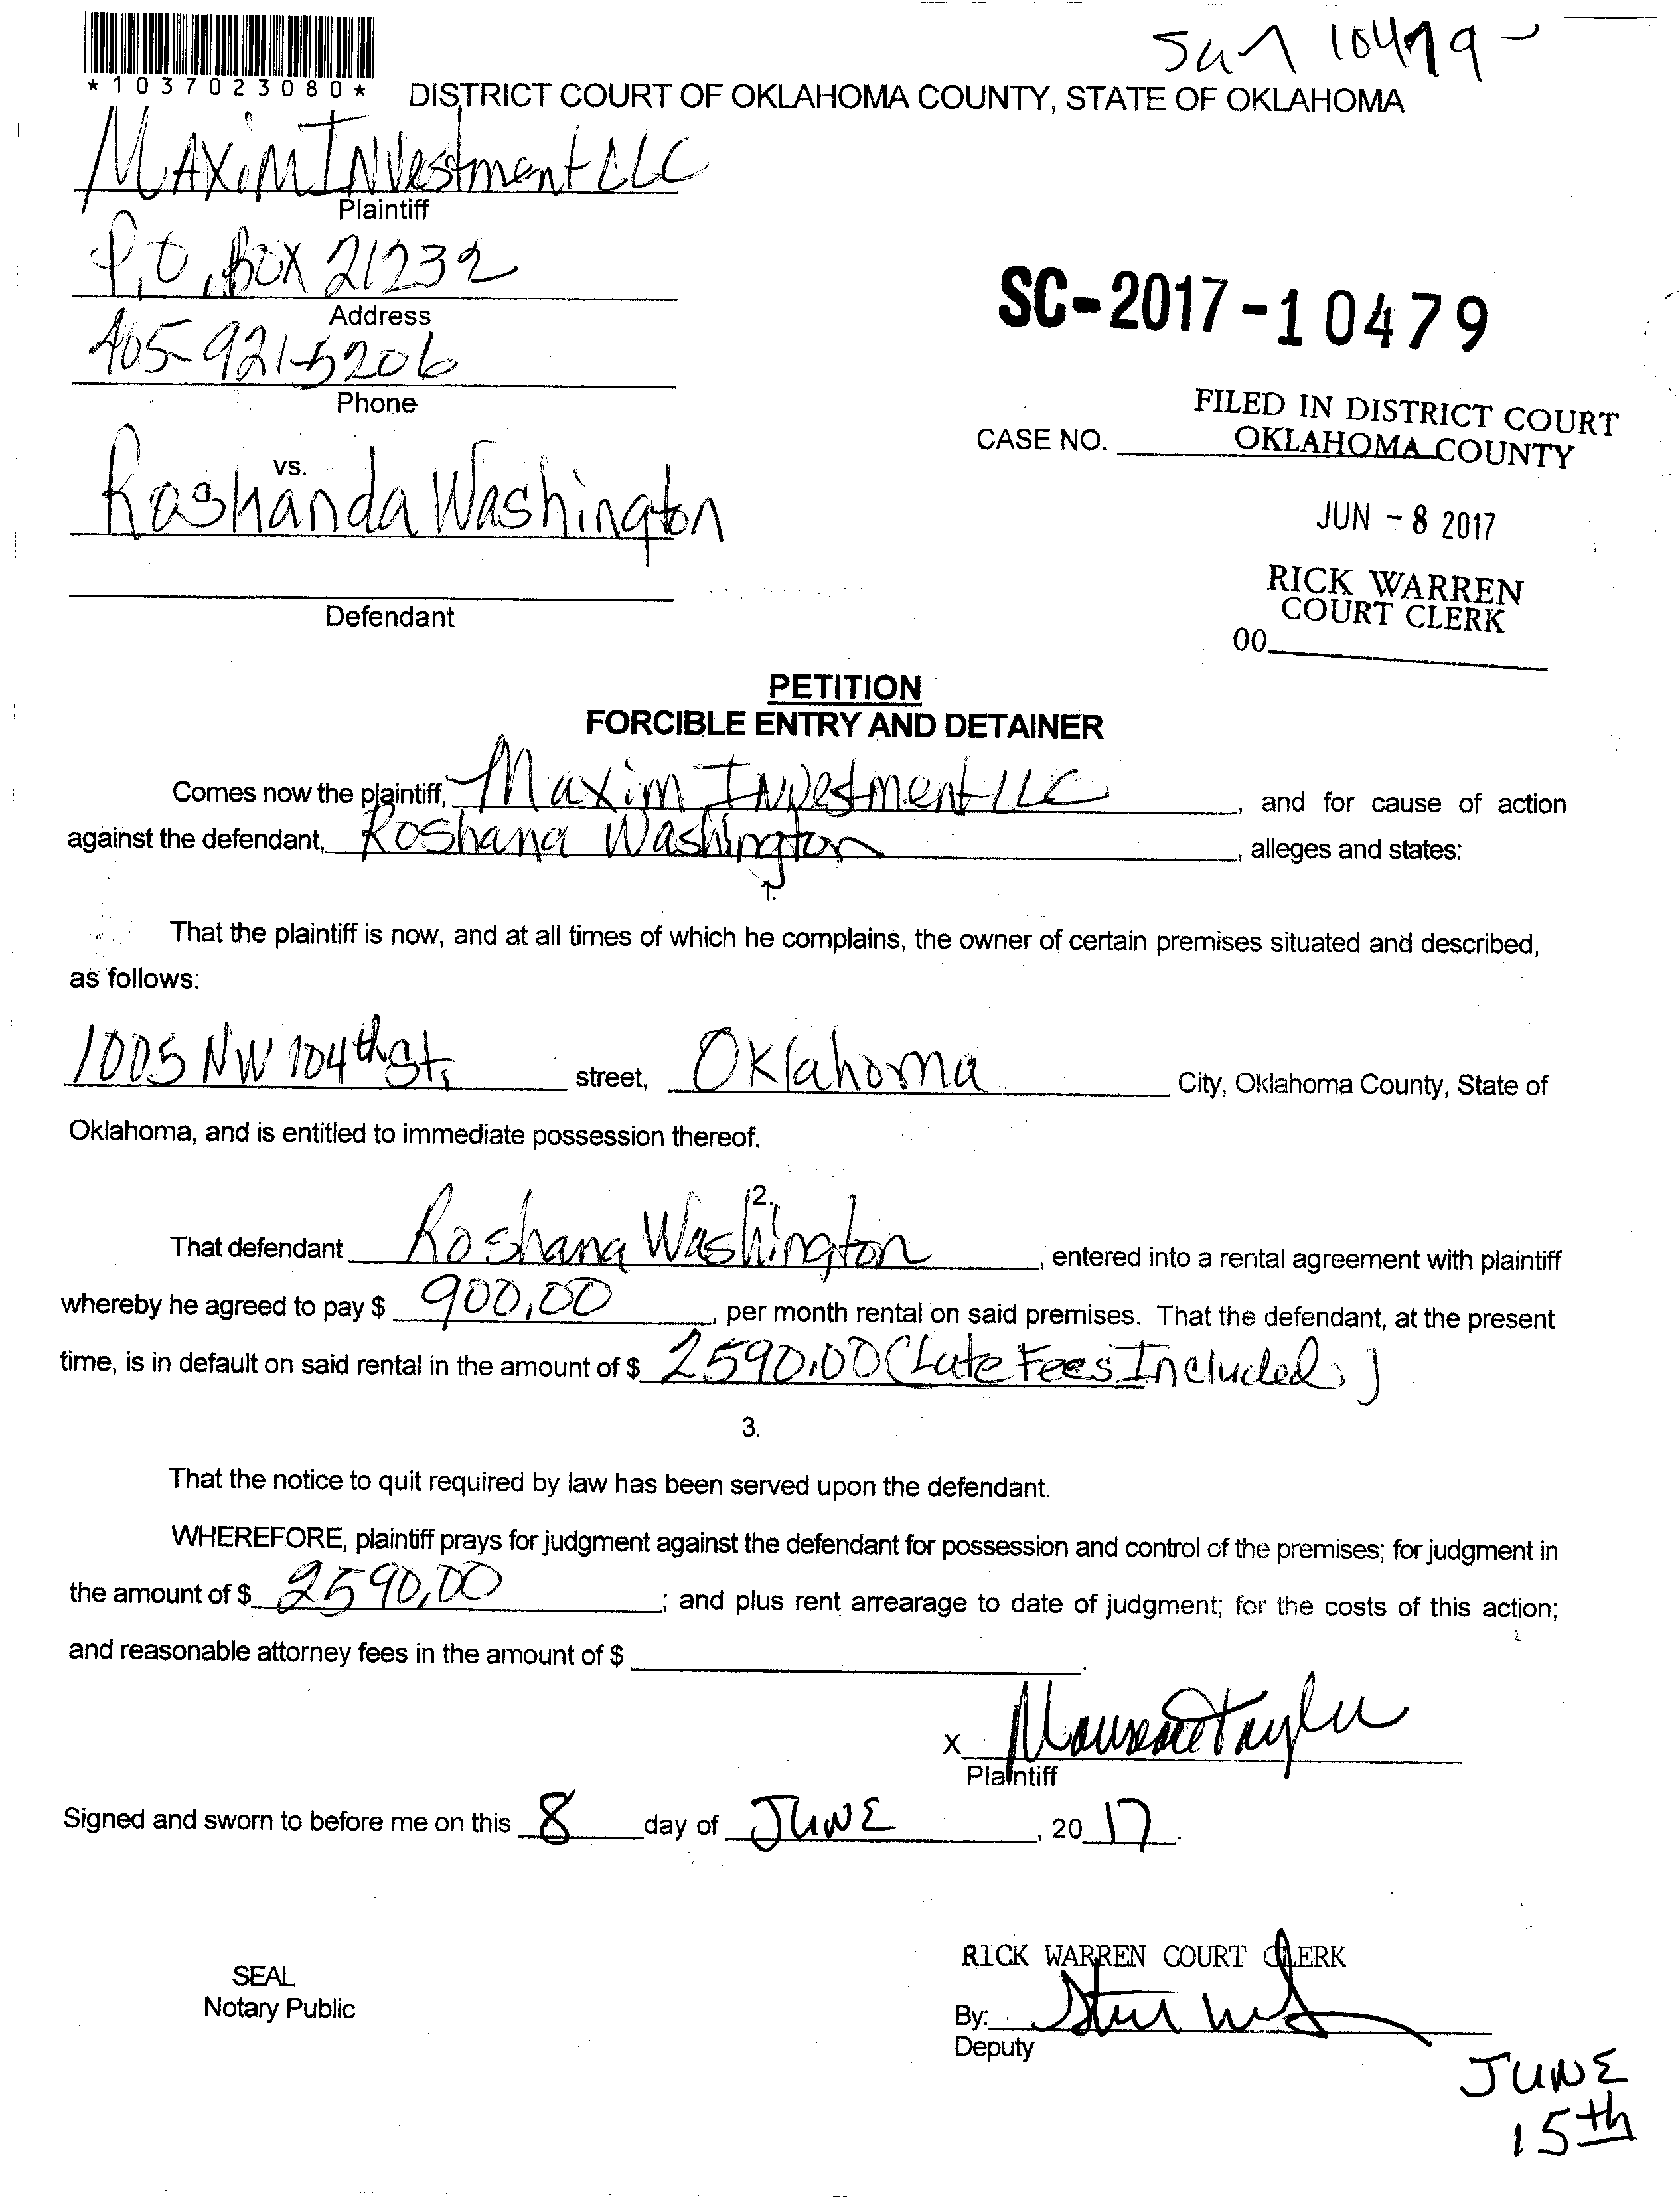 *1037023080*
10479
DISTRICT COURT OF OKLAHOMA COUNTY, STATE OF OKLAHOMA
MAXIM INVestment LLC
Plaintiff
P.O. BOX 21232
Address
405-921-5206
Phone
SC-2017-10479
FILED IN DISTRICT COURT
CASE NO. OKLAHOMA COUNTY
vs.
Roshanda Washington
JUN -8 2017
RICK WARREN
COURT CLERK
Defendant
00
PETITION
FORCIBLE ENTRY AND DETAINER
Comes now the plaintiff, Maxim INvestment LLC, and for cause of action
against the defendant, Roshana Washington, alleges and states:
1.
That the plaintiff is now, and at all times of which he complains, the owner of certain premises situated and described,
as follows:
1005 NW 104th St, street, Oklahoma City, Oklahoma County, State of
Oklahoma, and is entitled to immediate possession thereof.
2.
That defendant Roshana Washington, entered into a rental agreement with plaintiff
whereby he agreed to pay $ 900.00, per month rental on said premises. That the defendant, at the present
time, is in default on said rental in the amount of $ 2590.00 (Late Fees Included.)
3.
That the notice to quit required by law has been served upon the defendant.
WHEREFORE, plaintiff prays for judgment against the defendant for possession and control of the premises; for judgment in
the amount of $ 2590.00; and plus rent arrearage to date of judgment; for the costs of this action;
and reasonable attorney fees in the amount of $ .
X
Plaintiff
Signed and sworn to before me on this 8 day of JUNE, 2017.
RICK WARREN COURT CLERK
SEAL
Notary Public
By:
Deputy
JUNE
15th